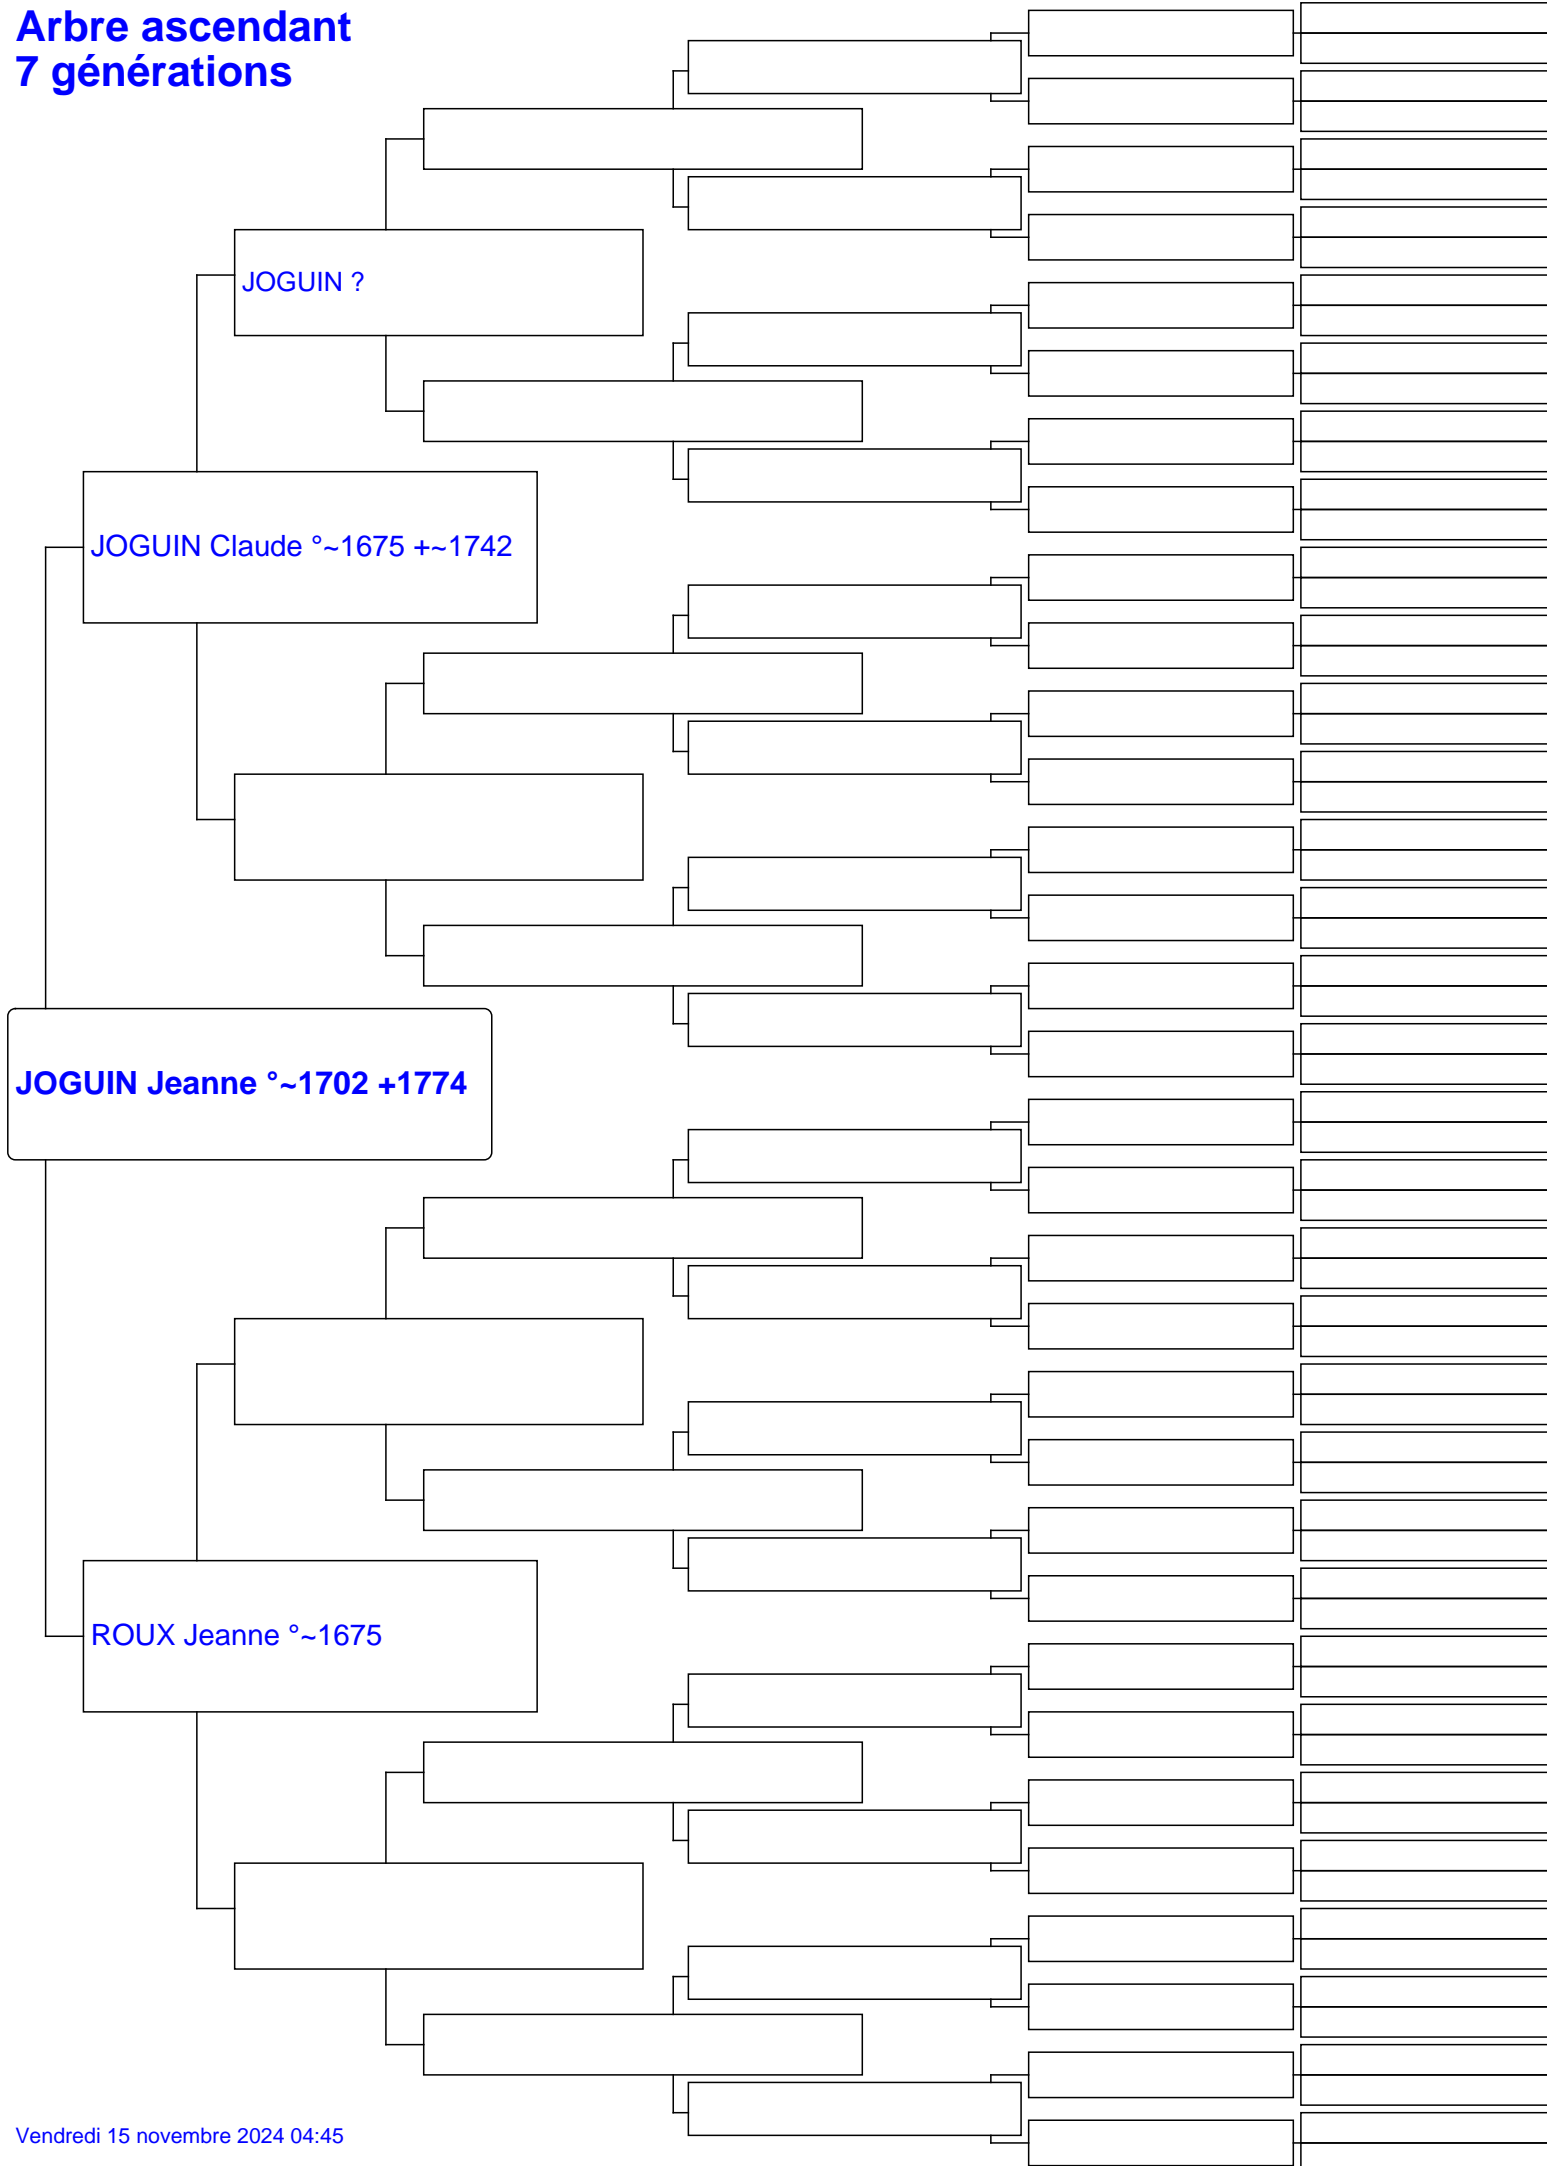 Arbre ascendant
7 générations
JOGUIN ?
JOGUIN Claude °~1675 +~1742
JOGUIN Jeanne °~1702 +1774
ROUX Jeanne °~1675
Vendredi 15 novembre 2024 04:45